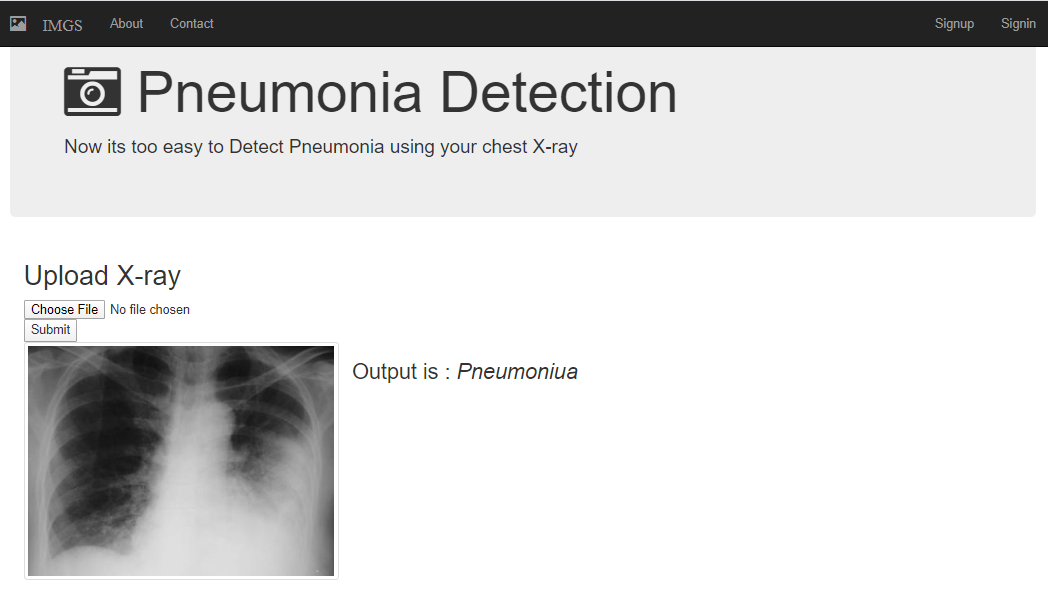 IMGS About Contact Signup Signin
Pneumonia Detection
Now its too easy to Detect Pneumonia using your chest X-ray
Upload X-ray
Choose File No file chosen
Submit
Output is : Pneumoniua